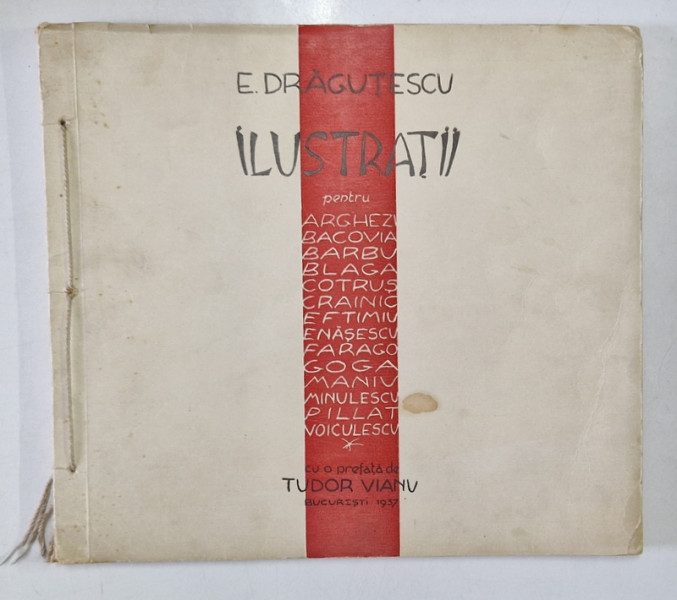 E. DRĂGUȚESCU
ILUSTRAȚII
pentru
ARGHEZI
BACOVIA
BARBU
BLAGA
COTRUȘ
CRAINIC
EFTIMIU
ENĂȘESCU
FARAGO
GOGA
MANIU
MINULESCU
PILLAT
VOICULESCU
cu o prefață de
TUDOR VIANU
BUCUREȘTI 1937